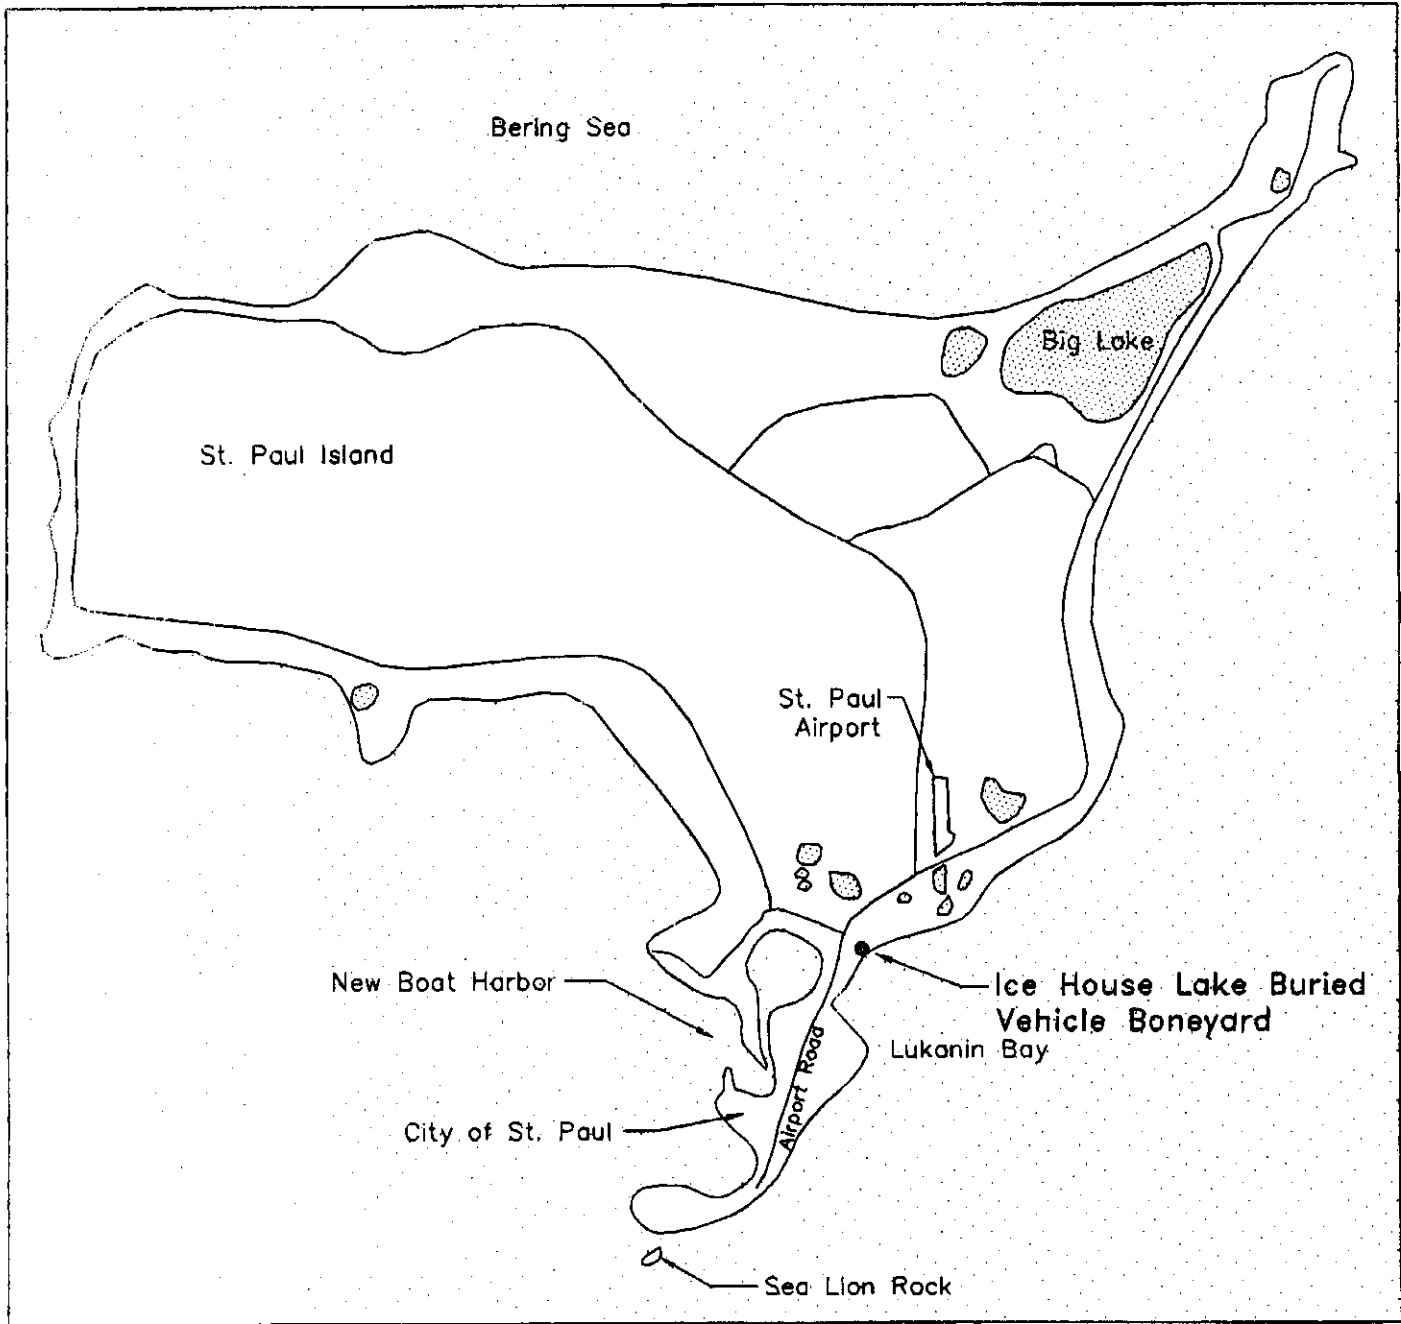 Bering Sea
Big Lake
St. Paul Island
St. Paul
Airport
New Boat Harbor
Ice House Lake Buried
Vehicle Boneyard
Lukanin Bay
Airport Road
City of St. Paul
Sea Lion Rock